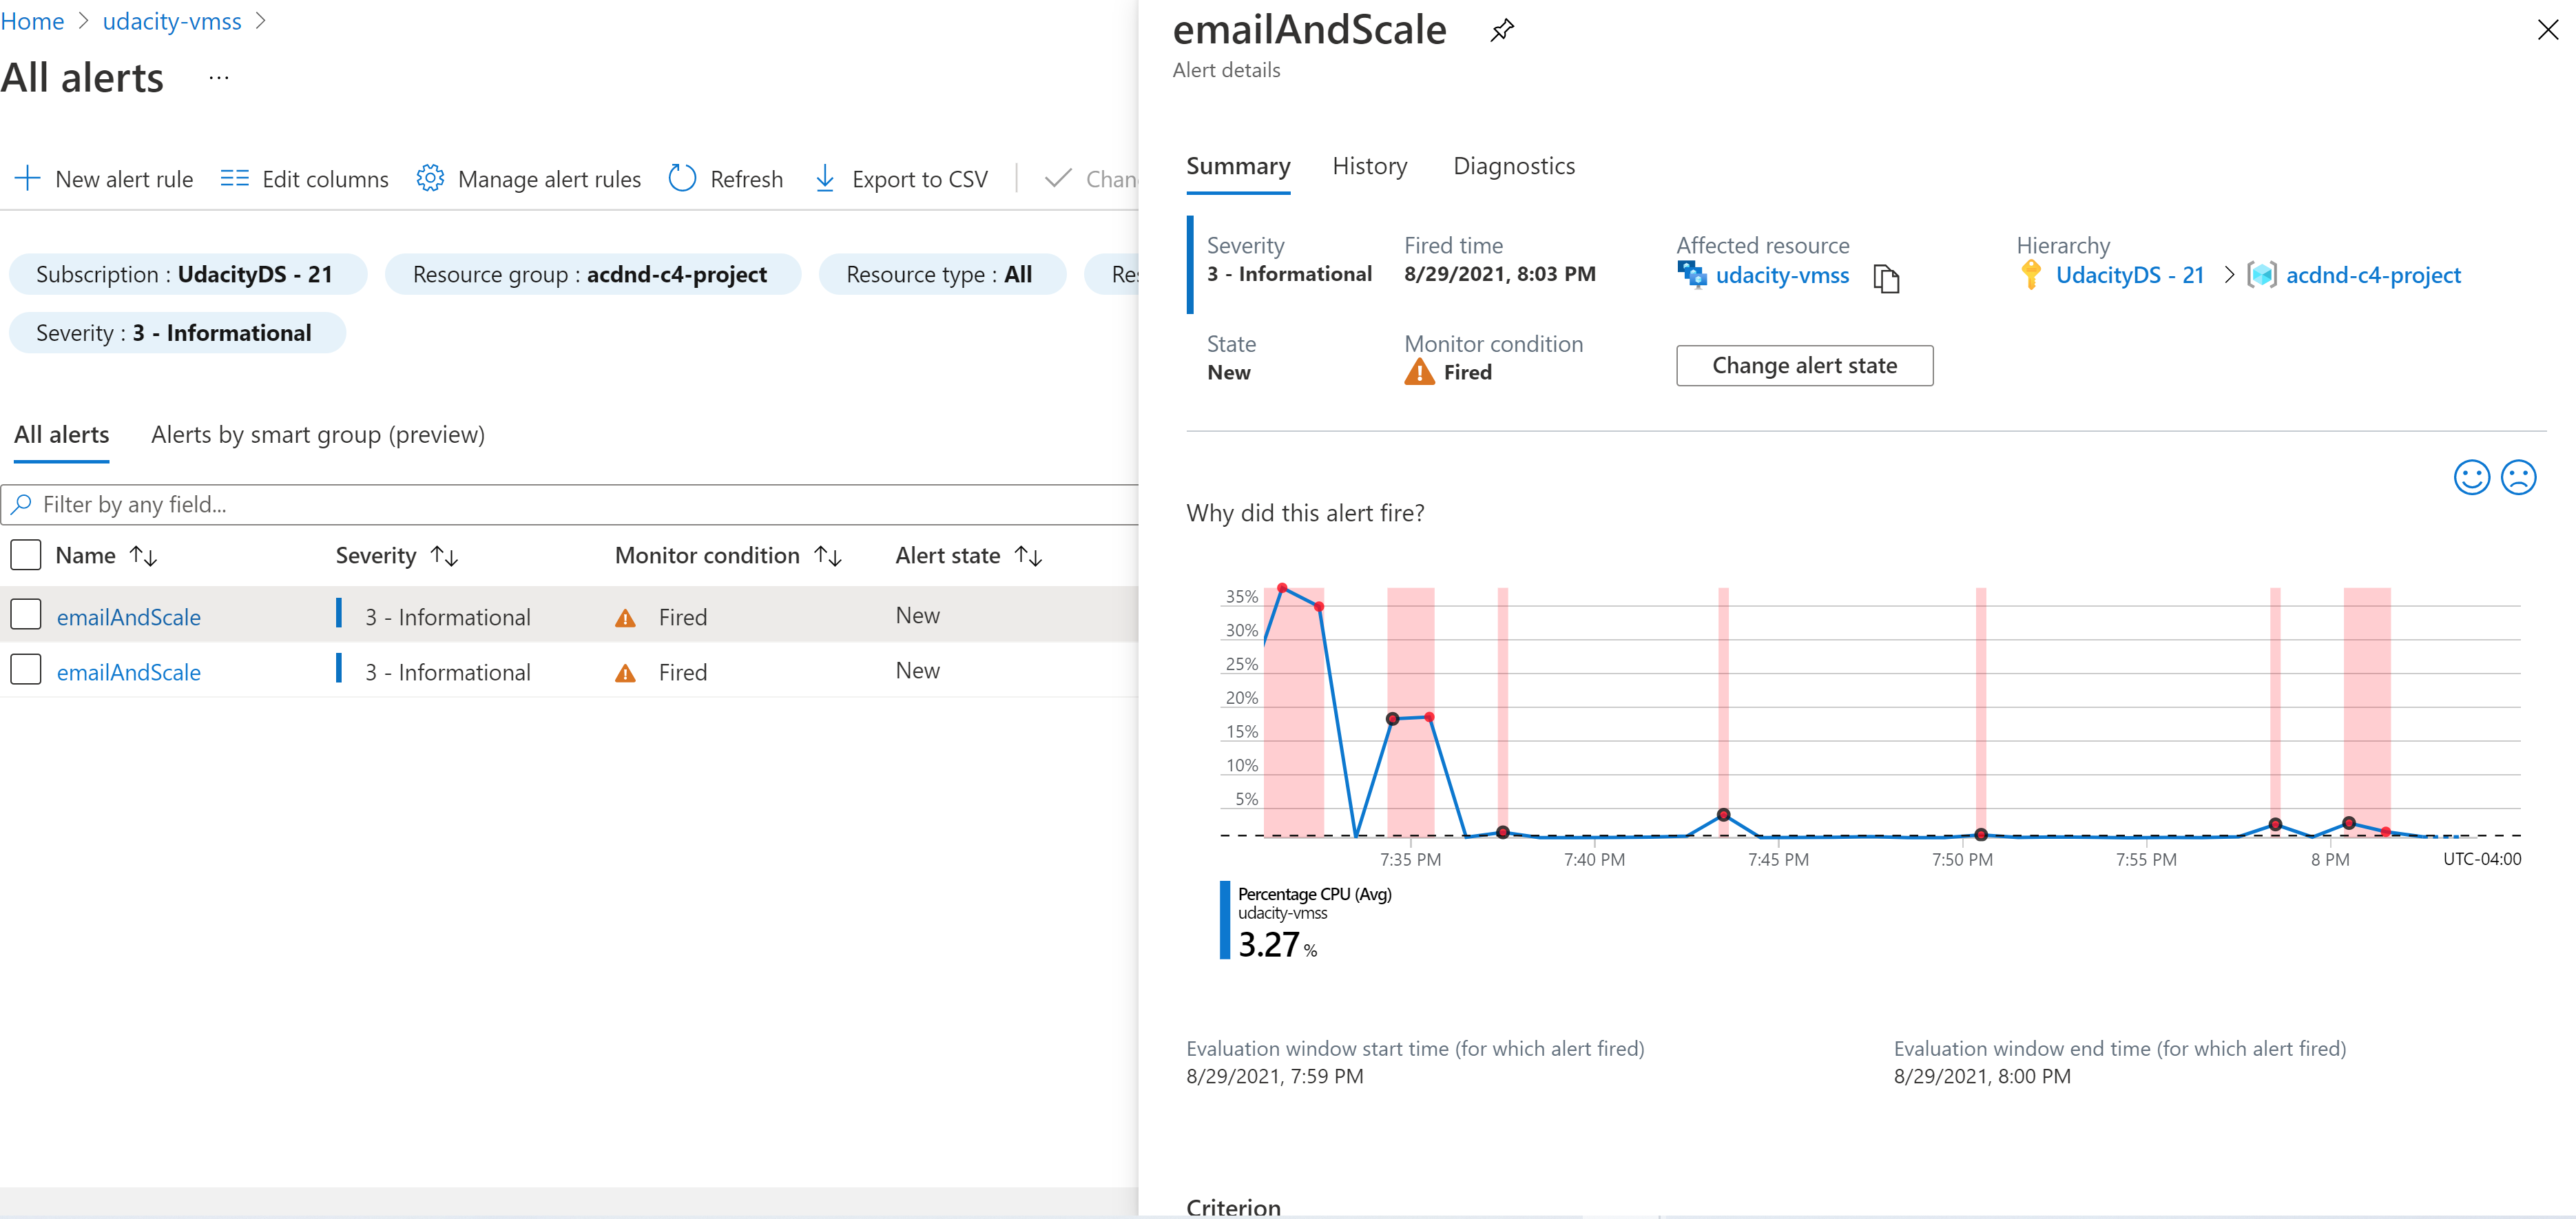 Home > udacity-vmss >
All alerts ...
New alert rule Edit columns Manage alert rules Refresh Export to CSV Chan
Subscription : UdacityDS - 21 Resource group : acdnd-c4-project Resource type : All Res
Severity : 3 - Informational
All alerts Alerts by smart group (preview)
Filter by any field...
Name Severity Monitor condition Alert state
emailAndScale 3 - Informational Fired New
emailAndScale 3 - Informational Fired New
emailAndScale
Alert details
Summary History Diagnostics
Severity Fired time Affected resource Hierarchy
3 - Informational 8/29/2021, 8:03 PM udacity-vmss UdacityDS - 21 > acdnd-c4-project
State Monitor condition
New Fired Change alert state
Why did this alert fire?
35%
30%
25%
20%
15%
10%
5%
7:35 PM 7:40 PM 7:45 PM 7:50 PM 7:55 PM 8 PM UTC-04:00
Percentage CPU (Avg)
udacity-vmss
3.27 %
Evaluation window start time (for which alert fired) Evaluation window end time (for which alert fired)
8/29/2021, 7:59 PM 8/29/2021, 8:00 PM
Criterion